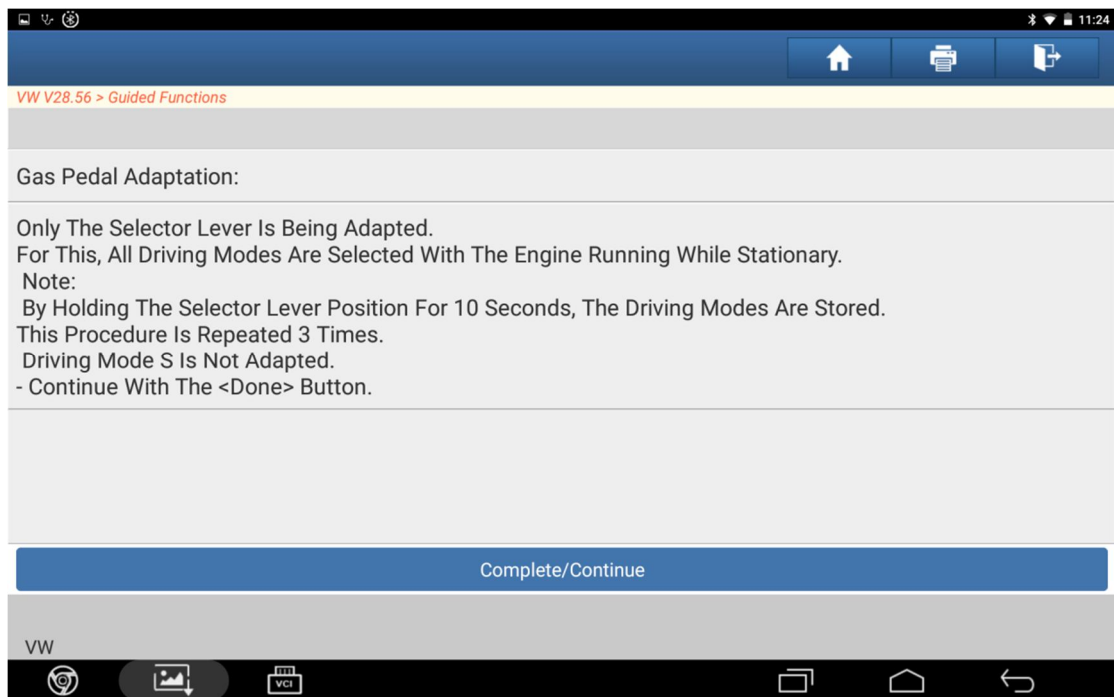 11:24
VW V28.56 > Guided Functions
Gas Pedal Adaptation:
Only The Selector Lever Is Being Adapted.
For This, All Driving Modes Are Selected With The Engine Running While Stationary.
Note:
By Holding The Selector Lever Position For 10 Seconds, The Driving Modes Are Stored.
This Procedure Is Repeated 3 Times.
Driving Mode S Is Not Adapted.
- Continue With The <Done> Button.
Complete/Continue
VW
VCI